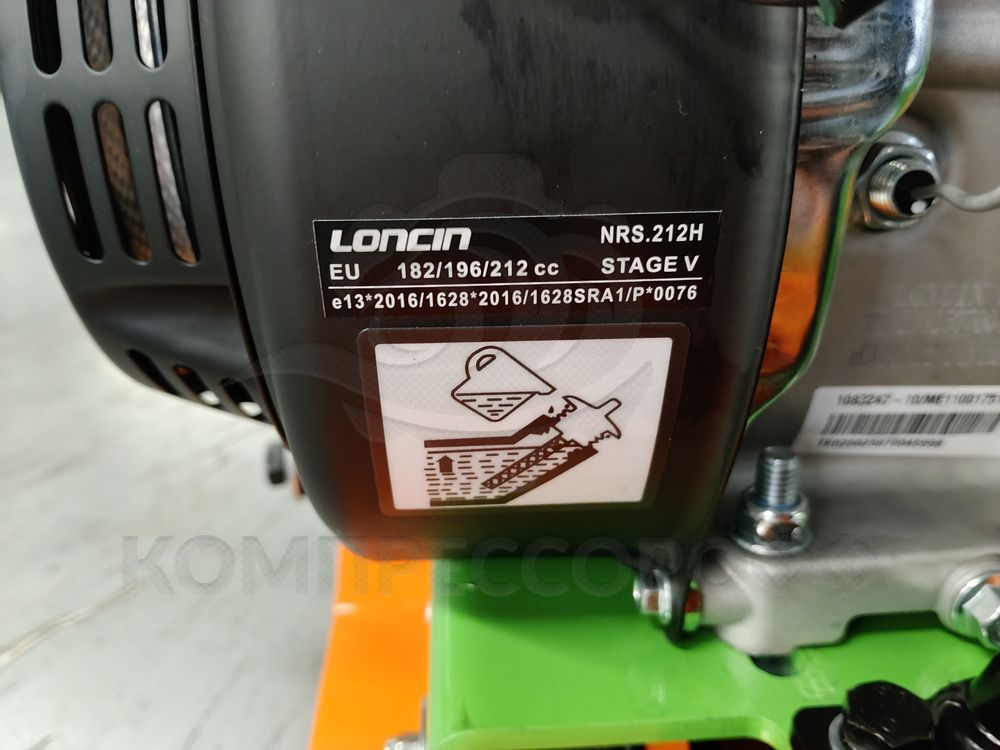 LONCIN NRS.212H
EU 182/196/212 cc STAGE V
e13*2016/1628*2016/1628SRA1/P*0076